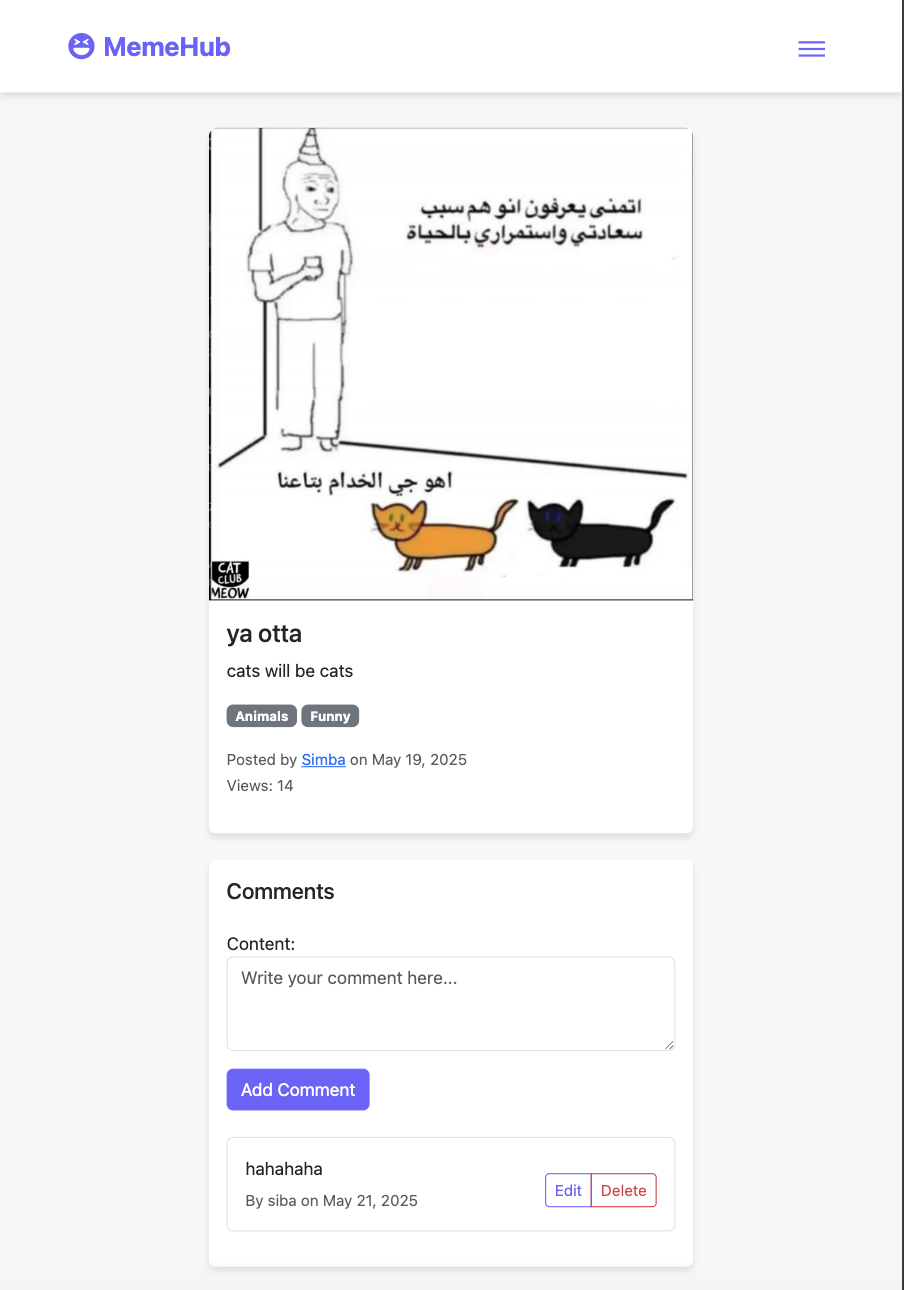 MemeHub
اتمنى يعرفون انو هم سبب
سعادتي واستمراري بالحياة
اهو جي الخدام بتاعنا
CAT
CLUB
MEOW
ya otta
cats will be cats
Animals Funny
Posted by Simba on May 19, 2025
Views: 14
Comments
Content:
Write your comment here...
Add Comment
hahahaha
By siba on May 21, 2025
Edit Delete